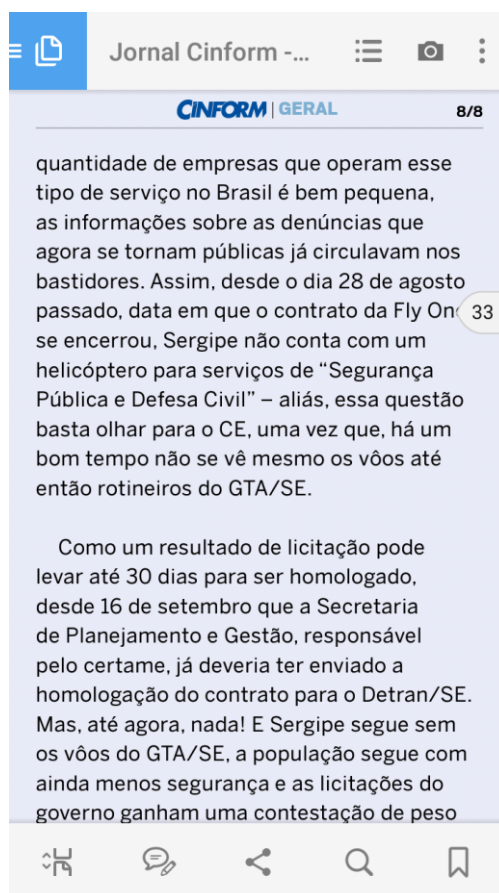 Jornal Cinform -...
CINFORM | GERAL
8/8
quantidade de empresas que operam esse
tipo de serviço no Brasil é bem pequena,
as informações sobre as denúncias que
agora se tornam públicas já circulavam nos
bastidores. Assim, desde o dia 28 de agosto
passado, data em que o contrato da Fly On
33
se encerrou, Sergipe não conta com um
helicóptero para serviços de “Segurança
Pública e Defesa Civil” – aliás, essa questão
basta olhar para o CE, uma vez que, há um
bom tempo não se vê mesmo os vôos até
então rotineiros do GTA/SE.
Como um resultado de licitação pode
levar até 30 dias para ser homologado,
desde 16 de setembro que a Secretaria
de Planejamento e Gestão, responsável
pelo certame, já deveria ter enviado a
homologação do contrato para o Detran/SE.
Mas, até agora, nada! E Sergipe segue sem
os vôos do GTA/SE, a população segue com
ainda menos segurança e as licitações do
governo ganham uma contestação de peso